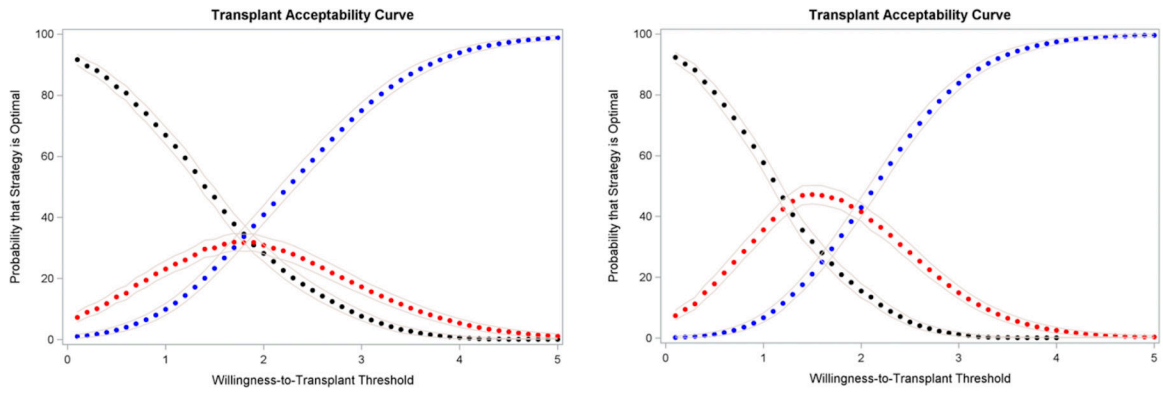 Transplant Acceptability Curve
Probability that Strategy is Optimal
100
80
60
40
20
0
0 1 2 3 4 5
Willingness-to-Transplant Threshold
Transplant Acceptability Curve
Probability that Strategy is Optimal
100
80
60
40
20
0
0 1 2 3 4 5
Willingness-to-Transplant Threshold